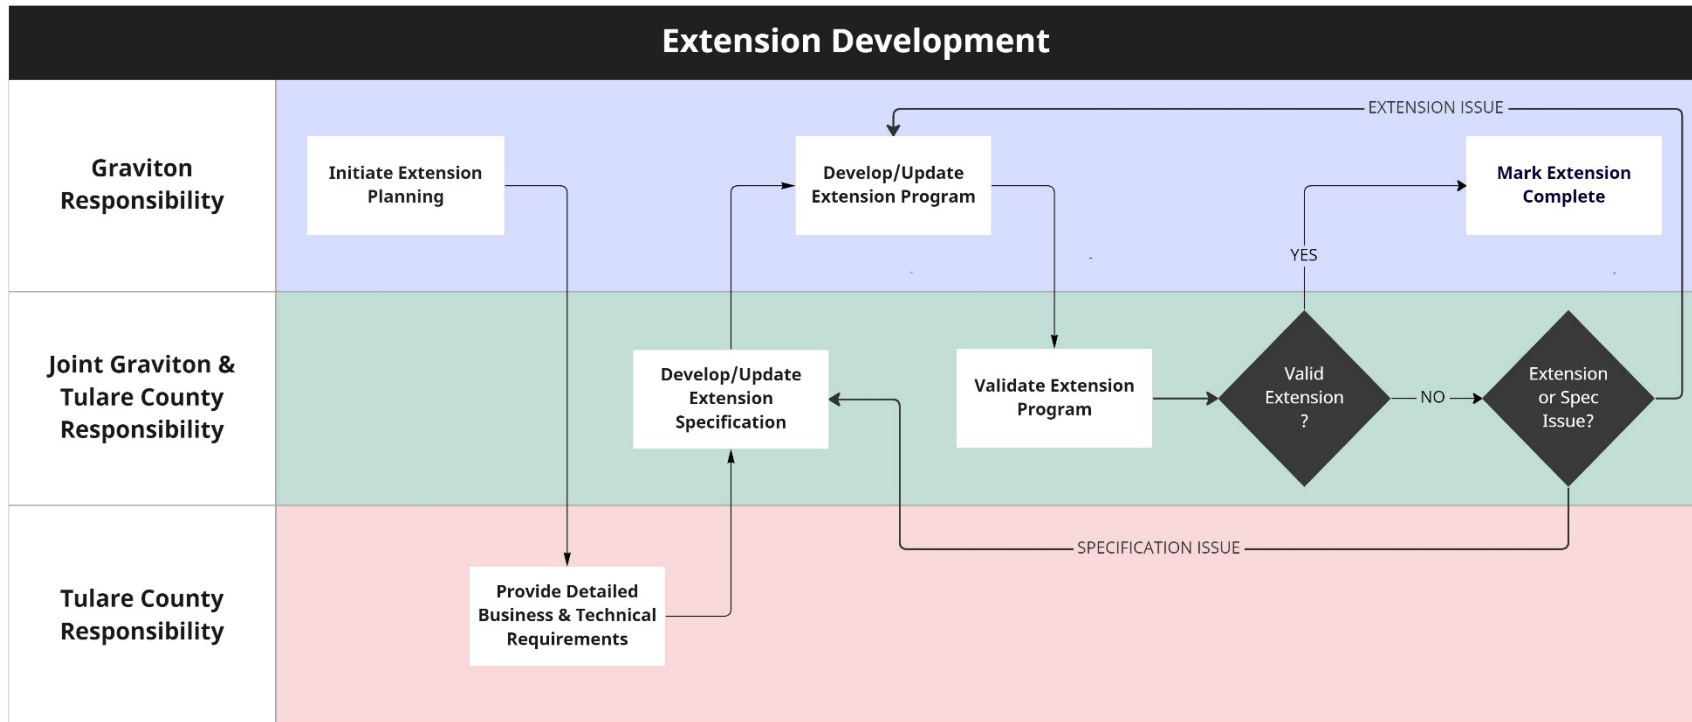 Extension Development
Graviton
Responsibility
Initiate Extension
Planning
Develop/Update
Extension Program
EXTENSION ISSUE
Mark Extension
Complete
YES
Joint Graviton &
Tulare County
Responsibility
Develop/Update
Extension
Specification
Validate Extension
Program
Valid
Extension
?
NO
Extension
or Spec
Issue?
SPECIFICATION ISSUE
Tulare County
Responsibility
Provide Detailed
Business & Technical
Requirements